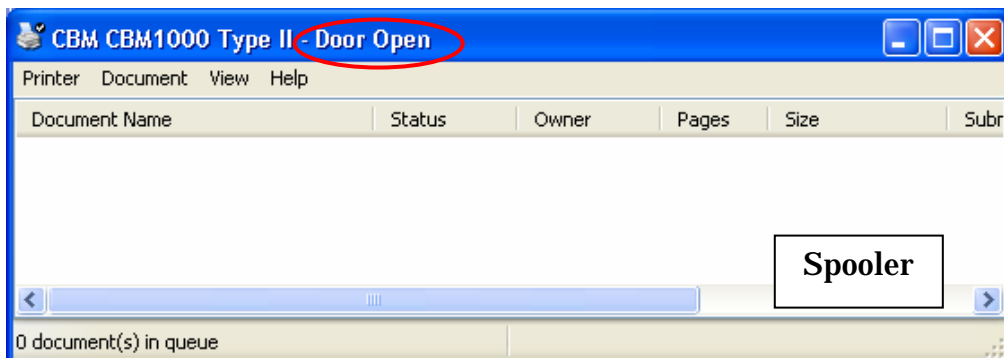 CBM CBM1000 Type II - Door Open
Printer Document View Help
Document Name Status Owner Pages Size Subr
Spooler
0 document(s) in queue